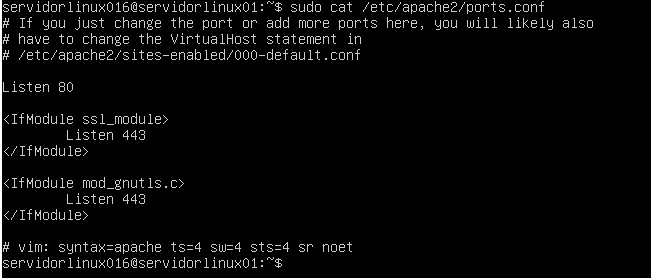 servidorlinux016@servidorlinux01:~$ sudo cat /etc/apache2/ports.conf
# If you just change the port or add more ports here, you will likely also
# have to change the VirtualHost statement in
# /etc/apache2/sites-enabled/000-default.conf

Listen 80

<IfModule ssl_module>
        Listen 443
</IfModule>

<IfModule mod_gnutls.c>
        Listen 443
</IfModule>

# vim: syntax=apache ts=4 sw=4 sts=4 sr noet
servidorlinux016@servidorlinux01:~$